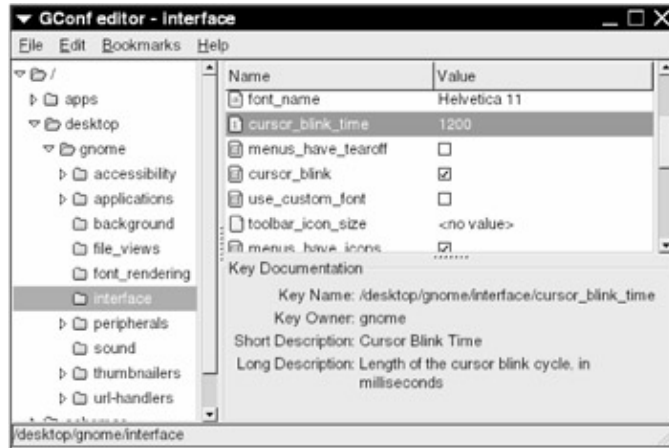 GConf editor - interface
File Edit Bookmarks Help
/
apps
desktop
gnome
accessibility
applications
background
file_views
font_rendering
interface
peripherals
sound
thumbnailers
url-handlers
Name Value
font_name Helvetica 11
cursor_blink_time 1200
menus_have_tearoff
cursor_blink
use_custom_font
toolbar_icon_size <no value>
menus_have_icons
Key Documentation
Key Name: /desktop/gnome/interface/cursor_blink_time
Key Owner: gnome
Short Description: Cursor Blink Time
Long Description: Length of the cursor blink cycle, in
milliseconds
/desktop/gnome/interface